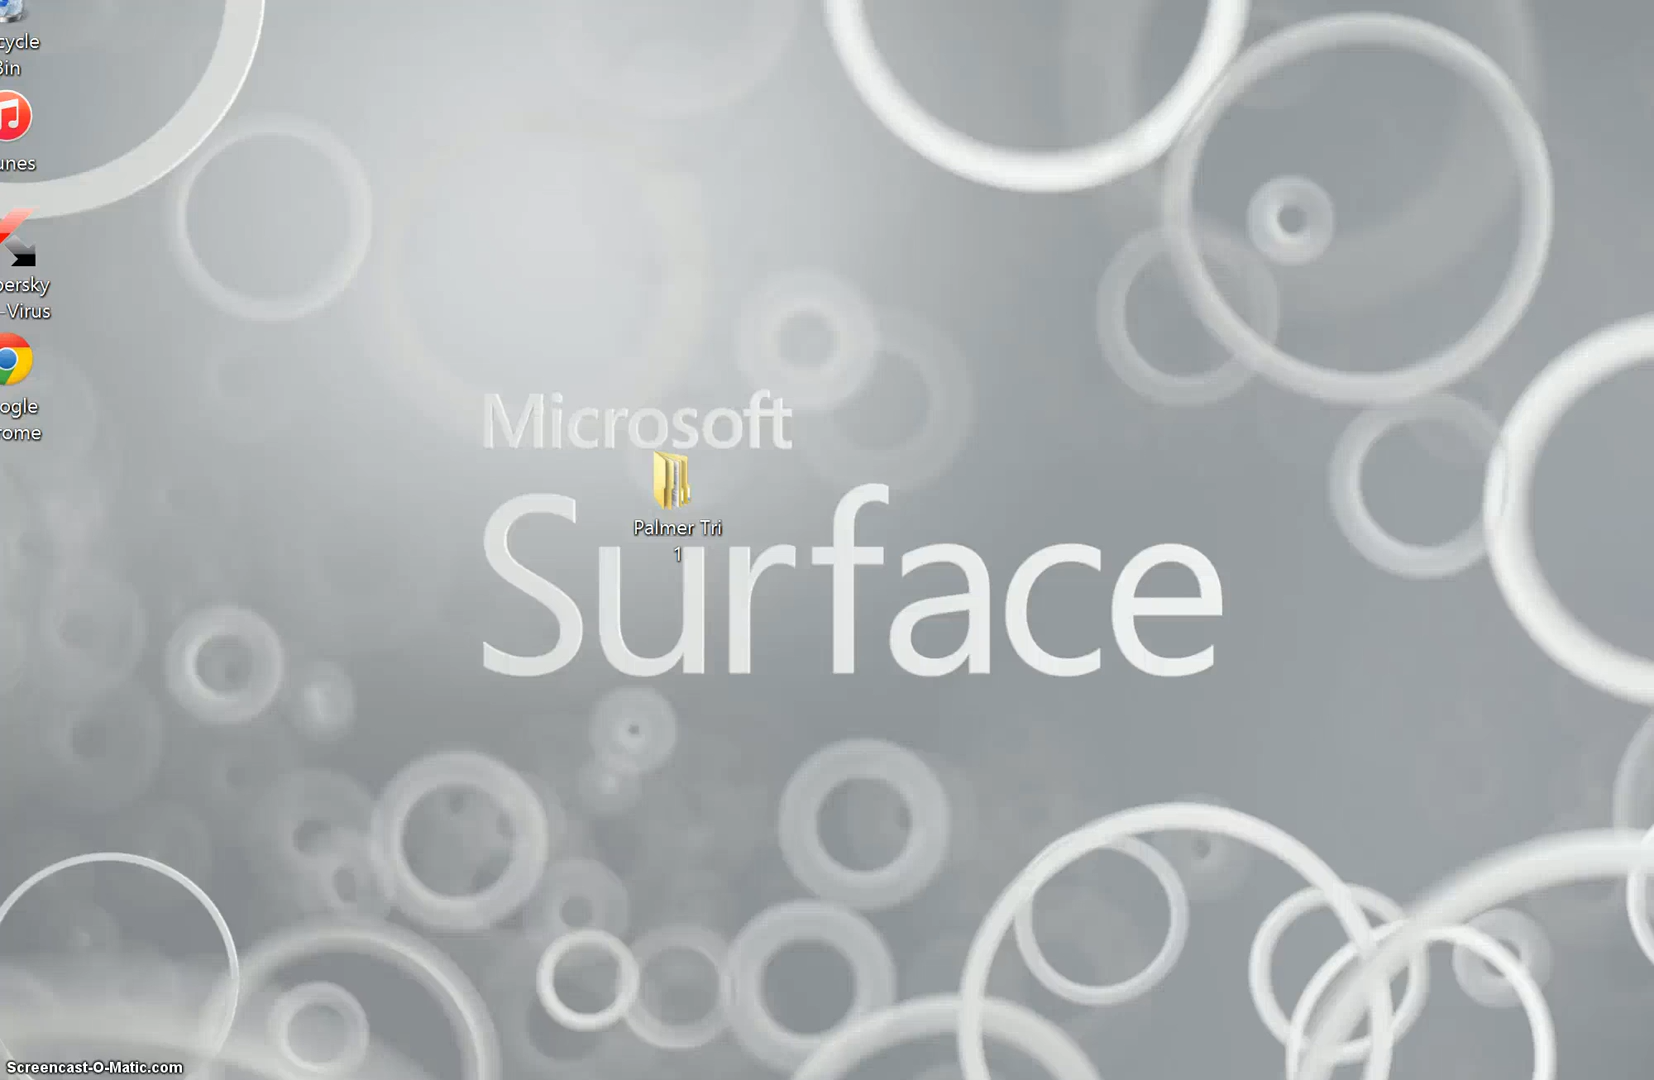 cycle
Bin
unes
persky
-Virus
ogle
rome
Microsoft
Palmer Tri
1
Surface
Screencast-O-Matic.com